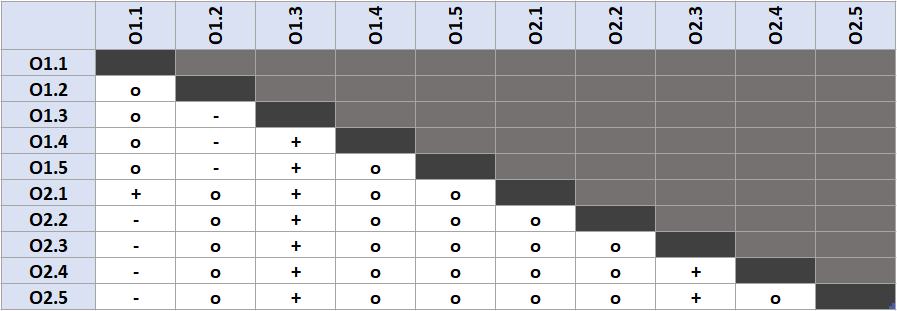 O1.1 O1.2 O1.3 O1.4 O1.5 O2.1 O2.2 O2.3 O2.4 O2.5
O1.1
O1.2 o
O1.3 o -
O1.4 o - +
O1.5 o - + o
O2.1 + o + o o
O2.2 - o + o o o
O2.3 - o + o o o o
O2.4 - o + o o o o +
O2.5 - o + o o o o + o